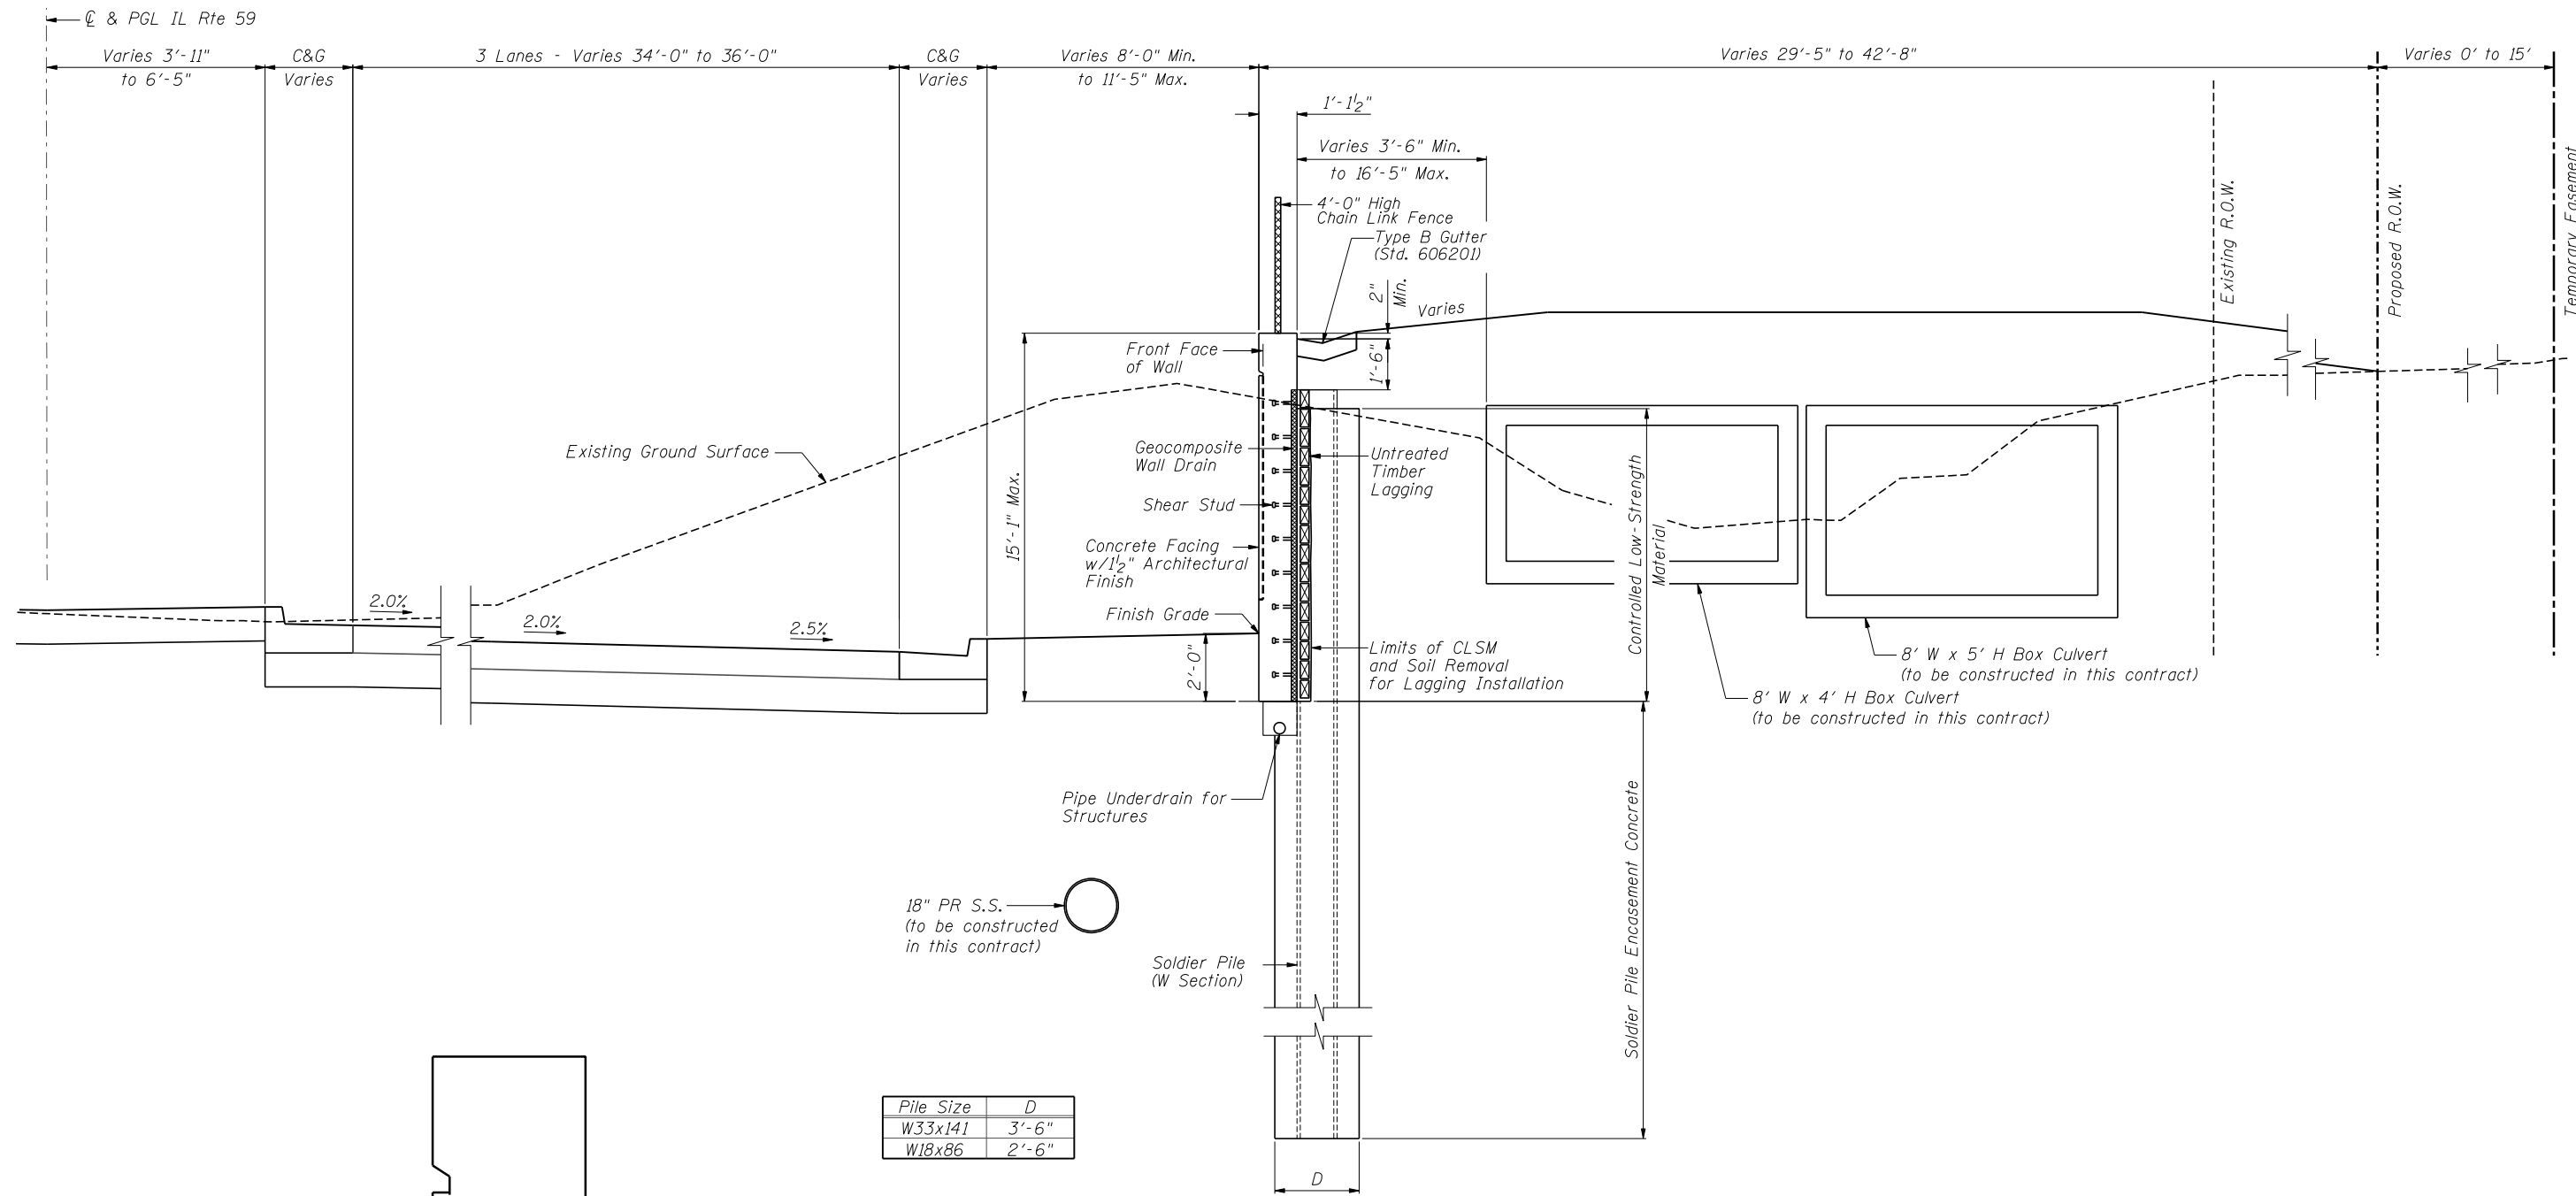 ℄ & PGL IL Rte 59
Varies 3'-11"
to 6'-5"
C&G
Varies
3 Lanes - Varies 34'-0" to 36'-0"
C&G
Varies
Varies 8'-0" Min.
to 11'-5" Max.
Varies 29'-5" to 42'-8"
Varies 0' to 15'
1'-1½"
Varies 3'-6" Min.
to 16'-5" Max.
4'-0" High
Chain Link Fence
Type B Gutter
(Std. 606201)
2"
Min.
Varies
1'-6"
Existing R.O.W.
Proposed R.O.W.
Temporary Easement
Front Face
of Wall
Existing Ground Surface
15'-1" Max.
Geocomposite
Wall Drain
Untreated
Timber
Lagging
Shear Stud
Concrete Facing
w/1½" Architectural
Finish
Controlled Low-Strength
Material
2.0%
2.0%
2.5%
Finish Grade
2'-0"
Limits of CLSM
and Soil Removal
for Lagging Installation
8' W x 5' H Box Culvert
(to be constructed in this contract)
8' W x 4' H Box Culvert
(to be constructed in this contract)
Pipe Underdrain for
Structures
Soldier Pile Encasement Concrete
18" PR S.S.
(to be constructed
in this contract)
Soldier Pile
(W Section)
Pile Size D
W33x141 3'-6"
W18x86 2'-6"
D